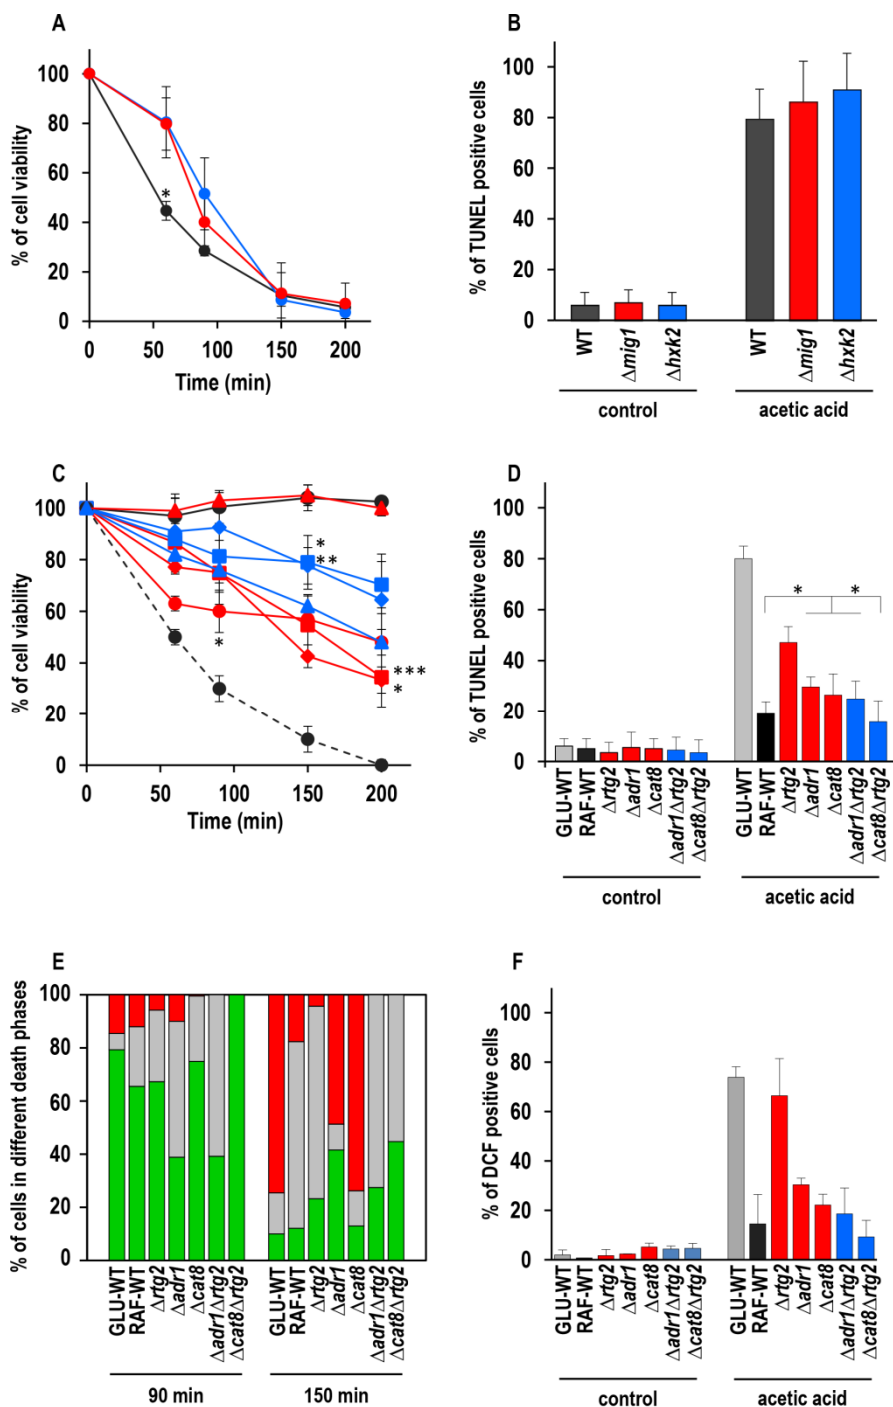 A
% of cell viability
100
80
60
40
20
0
*
0
50
100
150
200
Time (min)
B
% of TUNEL positive cells
100
80
60
40
20
0
WT
Δmig1
Δhxk2
WT
Δmig1
Δhxk2
control
acetic acid
C
% of cell viability
100
80
60
40
20
0
*
**
*
***
*
0
50
100
150
200
Time (min)
D
% of TUNEL positive cells
100
80
60
40
20
0
*
*
GLU-WT
RAF-WT
Δrtg2
Δadr1
Δcat8
Δadr1Δrtg2
Δcat8Δrtg2
GLU-WT
RAF-WT
Δrtg2
Δadr1
Δcat8
Δadr1Δrtg2
Δcat8Δrtg2
control
acetic acid
E
% of cells in different death phases
100
80
60
40
20
0
GLU-WT
RAF-WT
Δrtg2
Δadr1
Δcat8
Δadr1Δrtg2
Δcat8Δrtg2
GLU-WT
RAF-WT
Δrtg2
Δadr1
Δcat8
Δadr1Δrtg2
Δcat8Δrtg2
90 min
150 min
F
% of DCF positive cells
100
80
60
40
20
0
GLU-WT
RAF-WT
Δrtg2
Δadr1
Δcat8
Δadr1Δrtg2
Δcat8Δrtg2
GLU-WT
RAF-WT
Δrtg2
Δadr1
Δcat8
Δadr1Δrtg2
Δcat8Δrtg2
control
acetic acid